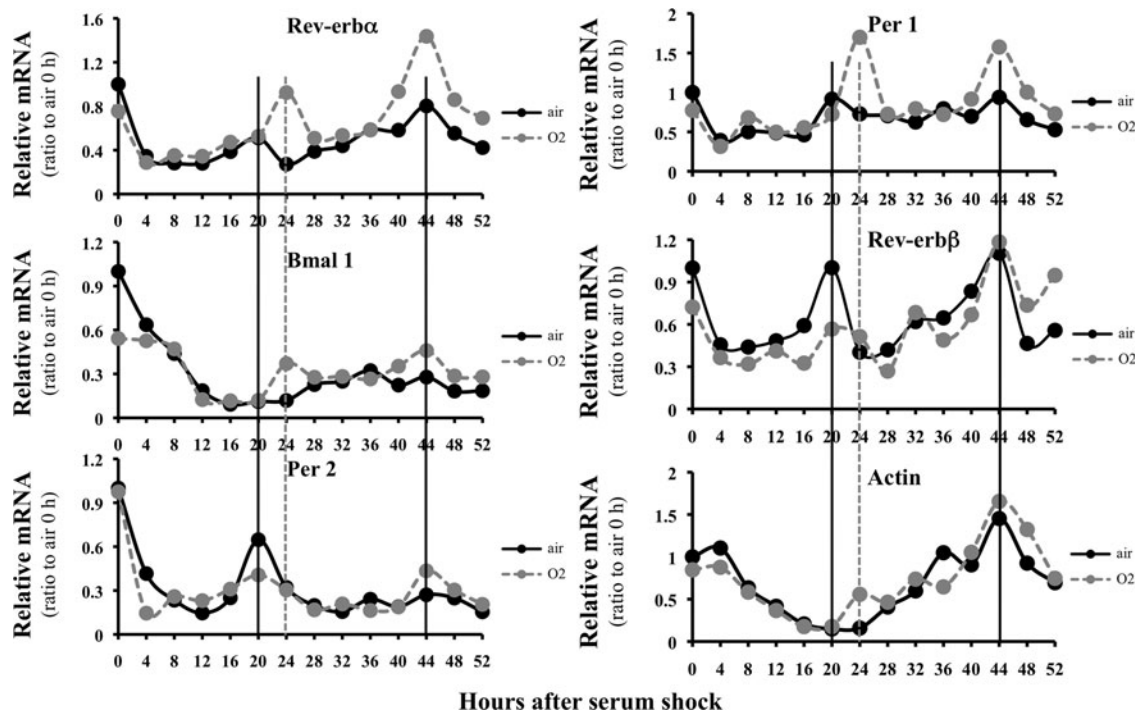 Relative mRNA
(ratio to air 0 h)
Rev-erbα
1.6
1.2
0.8
0.4
0
0 4 8 12 16 20 24 28 32 36 40 44 48 52
air
O2
Relative mRNA
(ratio to air 0 h)
Per 1
2
1.5
1
0.5
0
0 4 8 12 16 20 24 28 32 36 40 44 48 52
air
O2
Relative mRNA
(ratio to air 0 h)
Bmal 1
1.2
0.9
0.6
0.3
0
0 4 8 12 16 20 24 28 32 36 40 44 48 52
air
O2
Relative mRNA
(ratio to air 0 h)
Rev-erbβ
1.2
0.9
0.6
0.3
0
0 4 8 12 16 20 24 28 32 36 40 44 48 52
air
O2
Relative mRNA
(ratio to air 0 h)
Per 2
1.2
0.9
0.6
0.3
0
0 4 8 12 16 20 24 28 32 36 40 44 48 52
air
O2
Relative mRNA
(ratio to air 0 h)
Actin
2
1.5
1
0.5
0
0 4 8 12 16 20 24 28 32 36 40 44 48 52
air
O2
Hours after serum shock